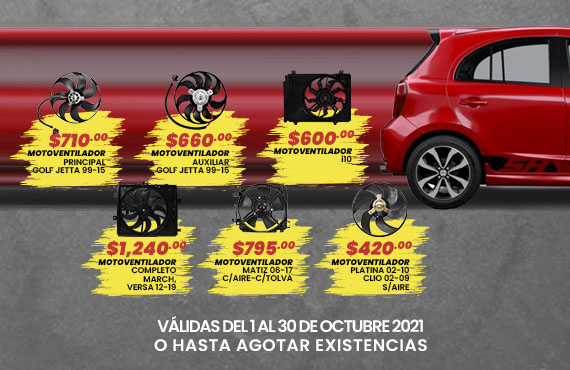 $710.00
MOTOVENTILADOR
PRINCIPAL
GOLF JETTA 99-15
$660.00
MOTOVENTILADOR
AUXILIAR
GOLF JETTA 99-15
$600.00
MOTOVENTILADOR
i10
$1,240.00
MOTOVENTILADOR
COMPLETO
MARCH,
VERSA 12-19
$795.00
MOTOVENTILADOR
MATIZ 06-17
C/AIRE-C/TOLVA
$420.00
MOTOVENTILADOR
PLATINA 02-10
CLIO 02-09
S/AIRE
VÁLIDAS DEL 1 AL 30 DE OCTUBRE 2021
O HASTA AGOTAR EXISTENCIAS